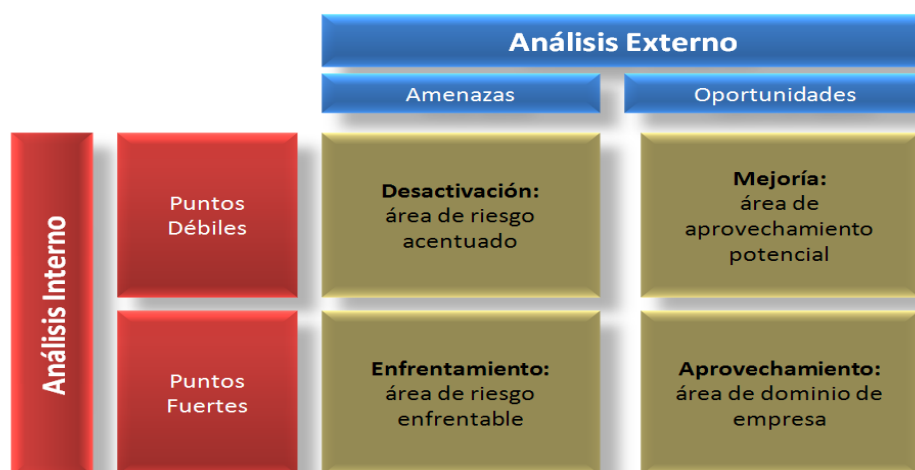 Análisis Externo
Amenazas
Oportunidades
Análisis Interno
Puntos
Débiles
Desactivación:
área de riesgo
acentuado
Mejoría:
área de
aprovechamiento
potencial
Puntos
Fuertes
Enfrentamiento:
área de riesgo
enfrentable
Aprovechamiento:
área de dominio de
empresa